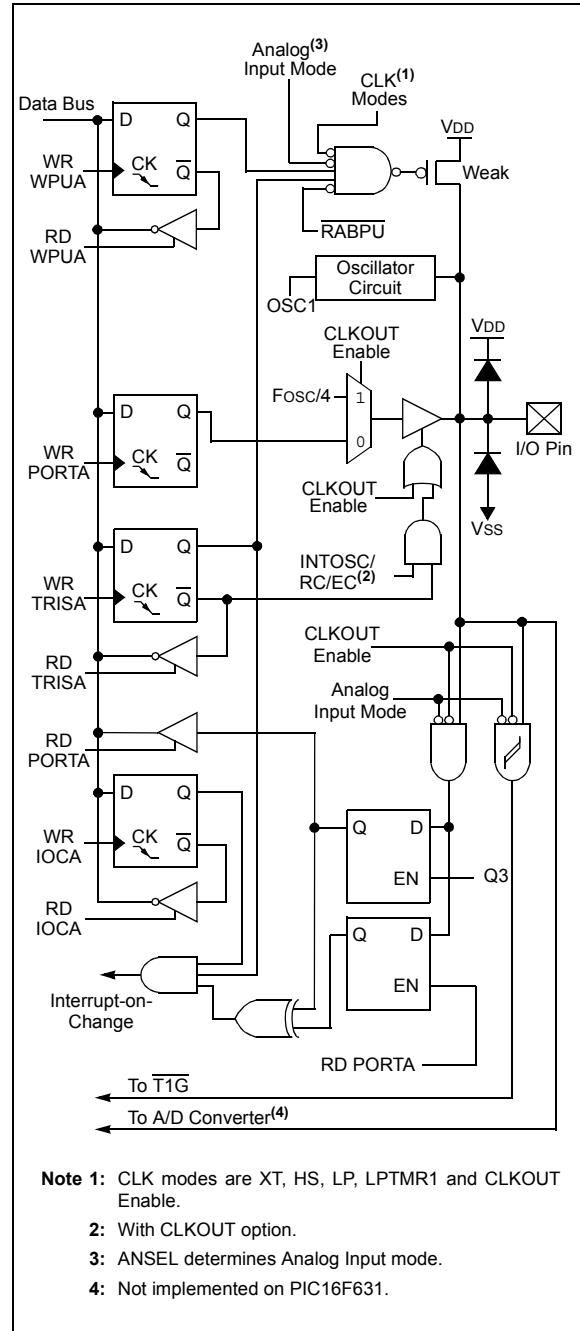 Analog(3)
Input Mode
CLK(1)
Modes
Data Bus
D Q
VDD
WR
WPUA
CK Q
Weak
RD
WPUA
RABPU
Oscillator
Circuit
OSC1
CLKOUT
Enable
VDD
FOSC/4
1
D Q
0
I/O Pin
WR
PORTA
CK Q
CLKOUT
Enable
VSS
D Q
INTOSC/
RC/EC(2)
WR
TRISA
CK Q
CLKOUT
Enable
RD
TRISA
Analog
Input Mode
RD
PORTA
D Q
WR
IOCA
CK Q
Q D
EN
Q3
RD
IOCA
Q D
EN
Interrupt-on-
Change
RD PORTA
To T1G
To A/D Converter(4)
Note 1: CLK modes are XT, HS, LP, LPTMR1 and CLKOUT
Enable.
2: With CLKOUT option.
3: ANSEL determines Analog Input mode.
4: Not implemented on PIC16F631.